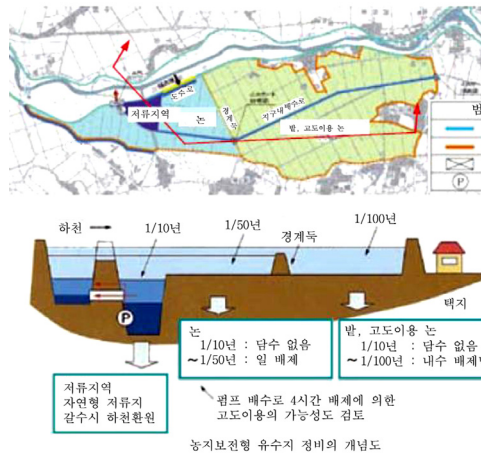 범
저류지역
논
도수로
경계둑
지구내배수로
밭, 고도이용 논
P
하천
1/10년
1/50년
경계둑
1/100년
P
택지
논
1/10년 : 담수 없음
~1/50년 : 일 배제
밭, 고도이용 논
1/10년 : 담수 없음
~1/100년 : 내수 배제
저류지역
자연형 저류지
갈수시 하천환원
펌프 배수로 4시간 배제에 의한
고도이용의 가능성도 검토
농지보전형 유수지 정비의 개념도